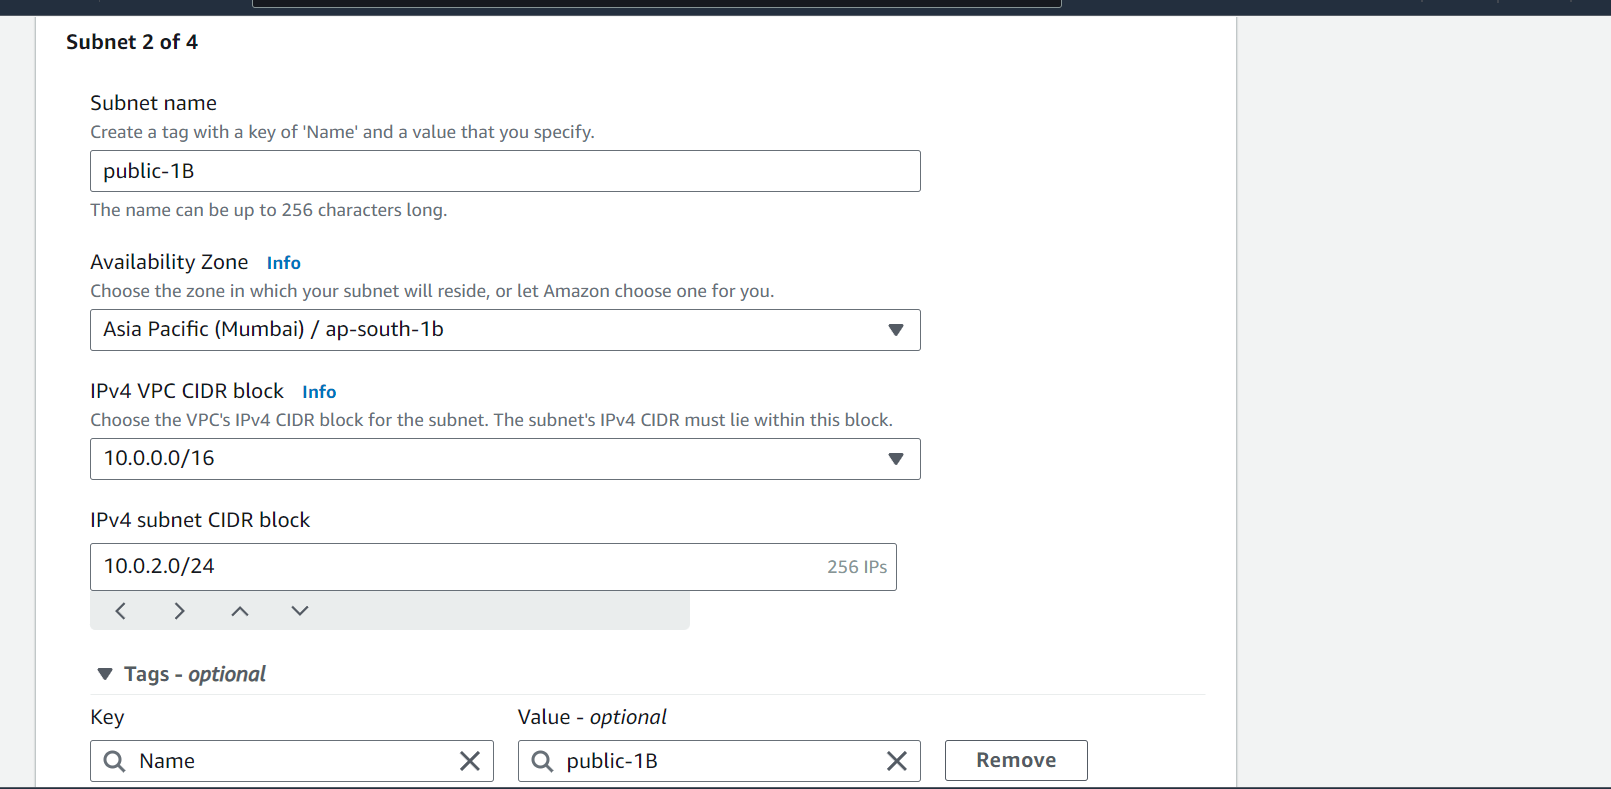 Subnet 2 of 4
Subnet name
Create a tag with a key of 'Name' and a value that you specify.
public-1B
The name can be up to 256 characters long.
Availability Zone Info
Choose the zone in which your subnet will reside, or let Amazon choose one for you.
Asia Pacific (Mumbai) / ap-south-1b
IPv4 VPC CIDR block Info
Choose the VPC's IPv4 CIDR block for the subnet. The subnet's IPv4 CIDR must lie within this block.
10.0.0.0/16
IPv4 subnet CIDR block
10.0.2.0/24 256 IPs
Tags - optional
Key Value - optional
Name public-1B Remove